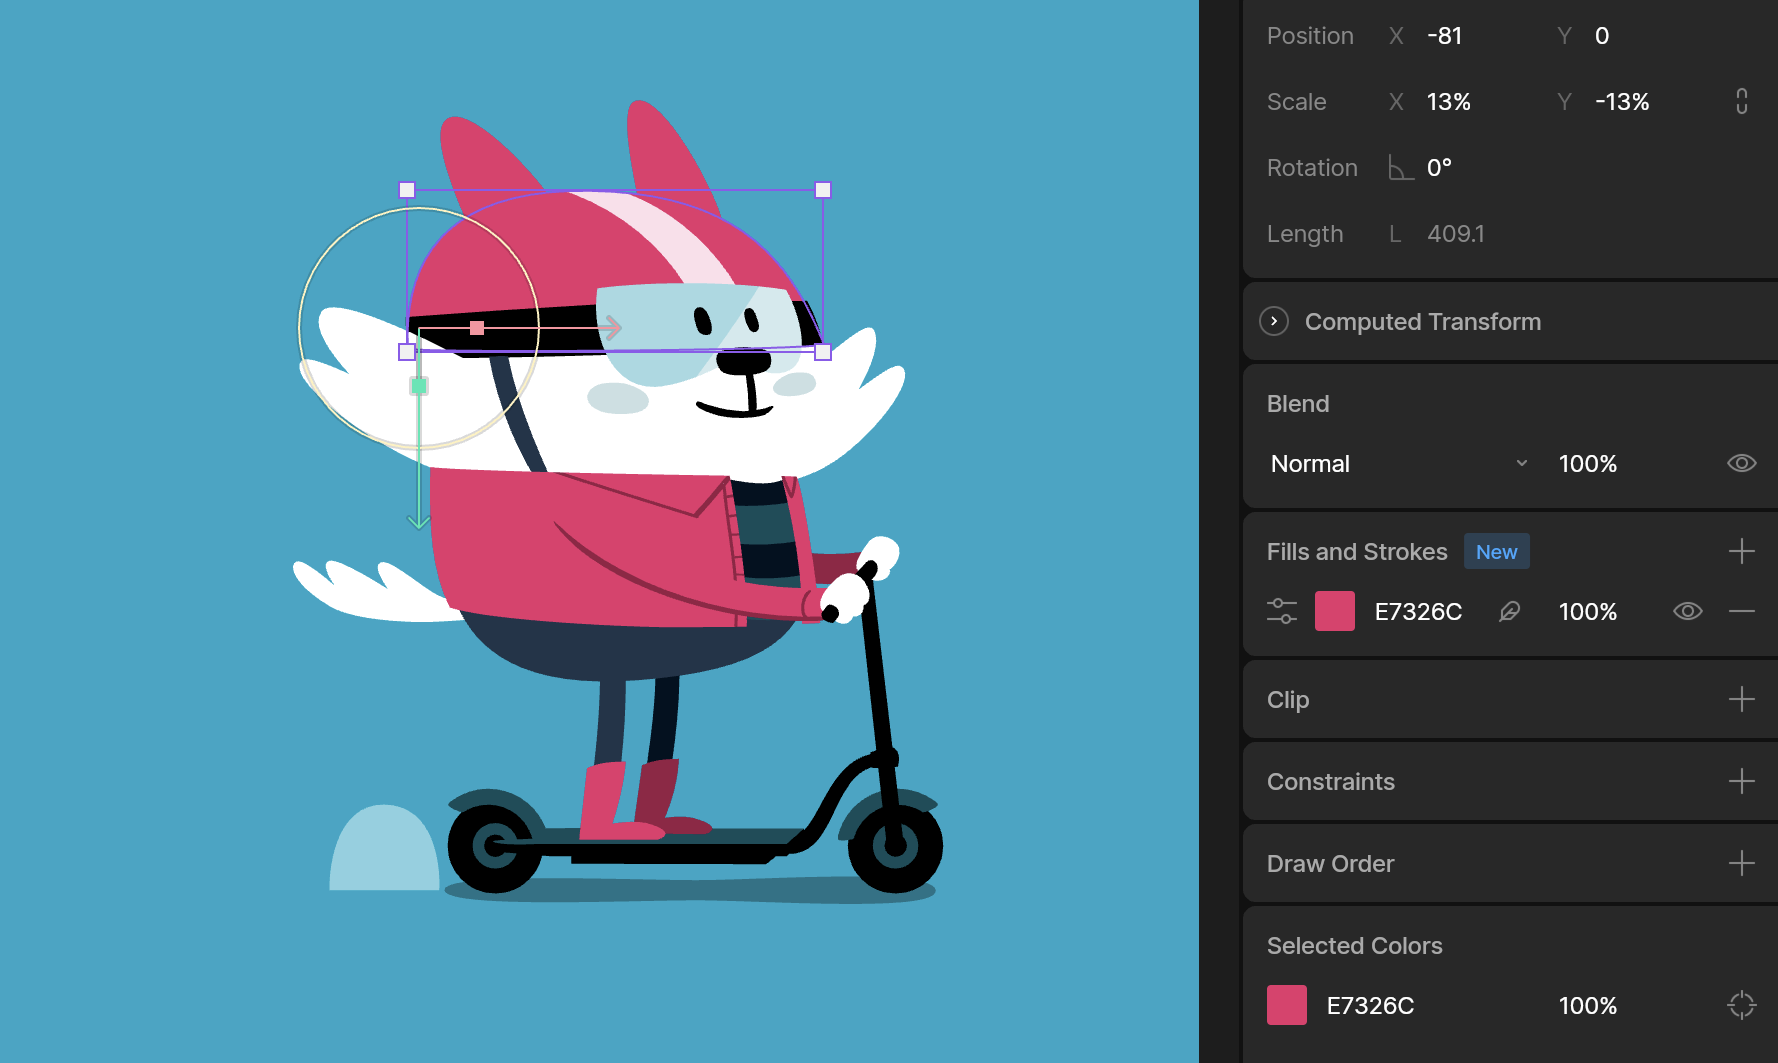 Position X -81 Y 0
Scale X 13% Y -13%
Rotation 0°
Length L 409.1
Computed Transform
Blend
Normal 100%
Fills and Strokes New
E7326C 100%
Clip
Constraints
Draw Order
Selected Colors
E7326C 100%